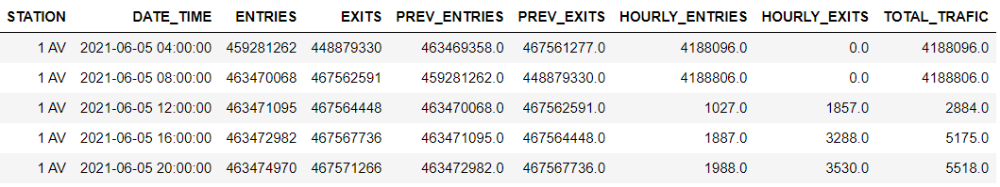 STATION DATE_TIME ENTRIES EXITS PREV_ENTRIES PREV_EXITS HOURLY_ENTRIES HOURLY_EXITS TOTAL_TRAFIC
1 AV 2021-06-05 04:00:00 459281262 448879330 463469358.0 467561277.0 4188096.0 0.0 4188096.0
1 AV 2021-06-05 08:00:00 463470068 467562591 459281262.0 448879330.0 4188806.0 0.0 4188806.0
1 AV 2021-06-05 12:00:00 463471095 467564448 463470068.0 467562591.0 1027.0 1857.0 2884.0
1 AV 2021-06-05 16:00:00 463472982 467567736 463471095.0 467564448.0 1887.0 3288.0 5175.0
1 AV 2021-06-05 20:00:00 463474970 467571266 463472982.0 467567736.0 1988.0 3530.0 5518.0